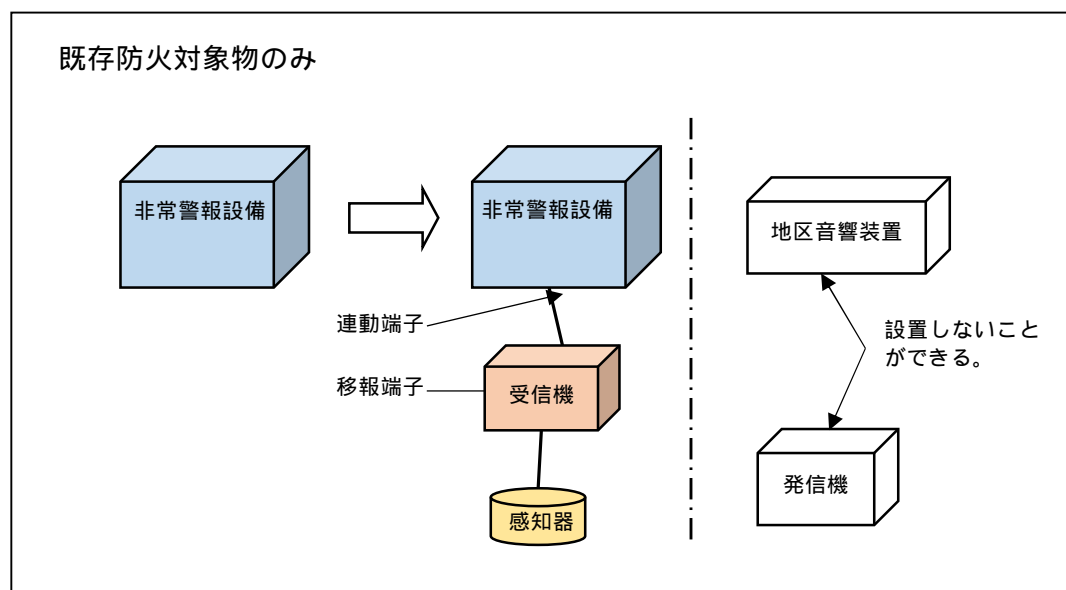 既存防火対象物のみ
非常警報設備
非常警報設備
地区音響装置
連動端子
設置しないこと
ができる。
移報端子
受信機
発信機
感知器